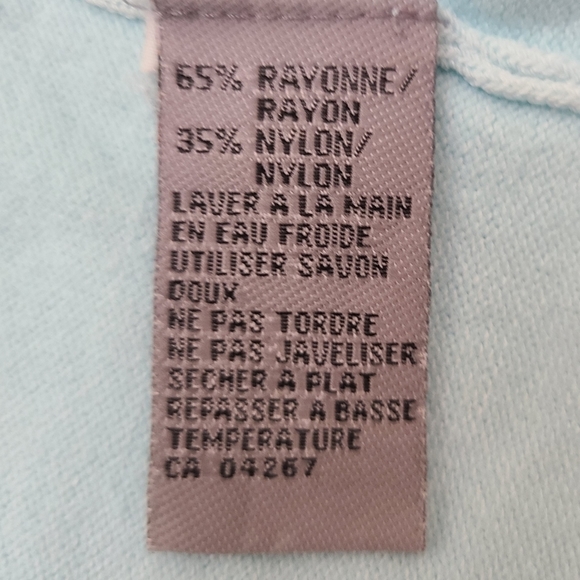 65% RAYONNE/
RAYON
35% NYLON/
NYLON
LAVER A LA MAIN
EN EAU FROIDE
UTILISER SAVON
DOUX
NE PAS TORDRE
NE PAS JAVELISER
SECHER A PLAT
REPASSER A BASSE
TEMPERATURE
CA 04267